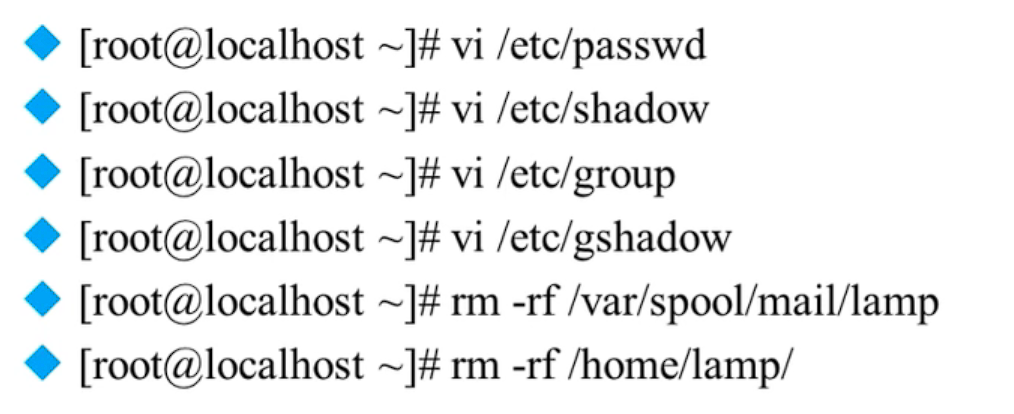 [root@localhost ~]# vi /etc/passwd
[root@localhost ~]# vi /etc/shadow
[root@localhost ~]# vi /etc/group
[root@localhost ~]# vi /etc/gshadow
[root@localhost ~]# rm -rf /var/spool/mail/lamp
[root@localhost ~]# rm -rf /home/lamp/